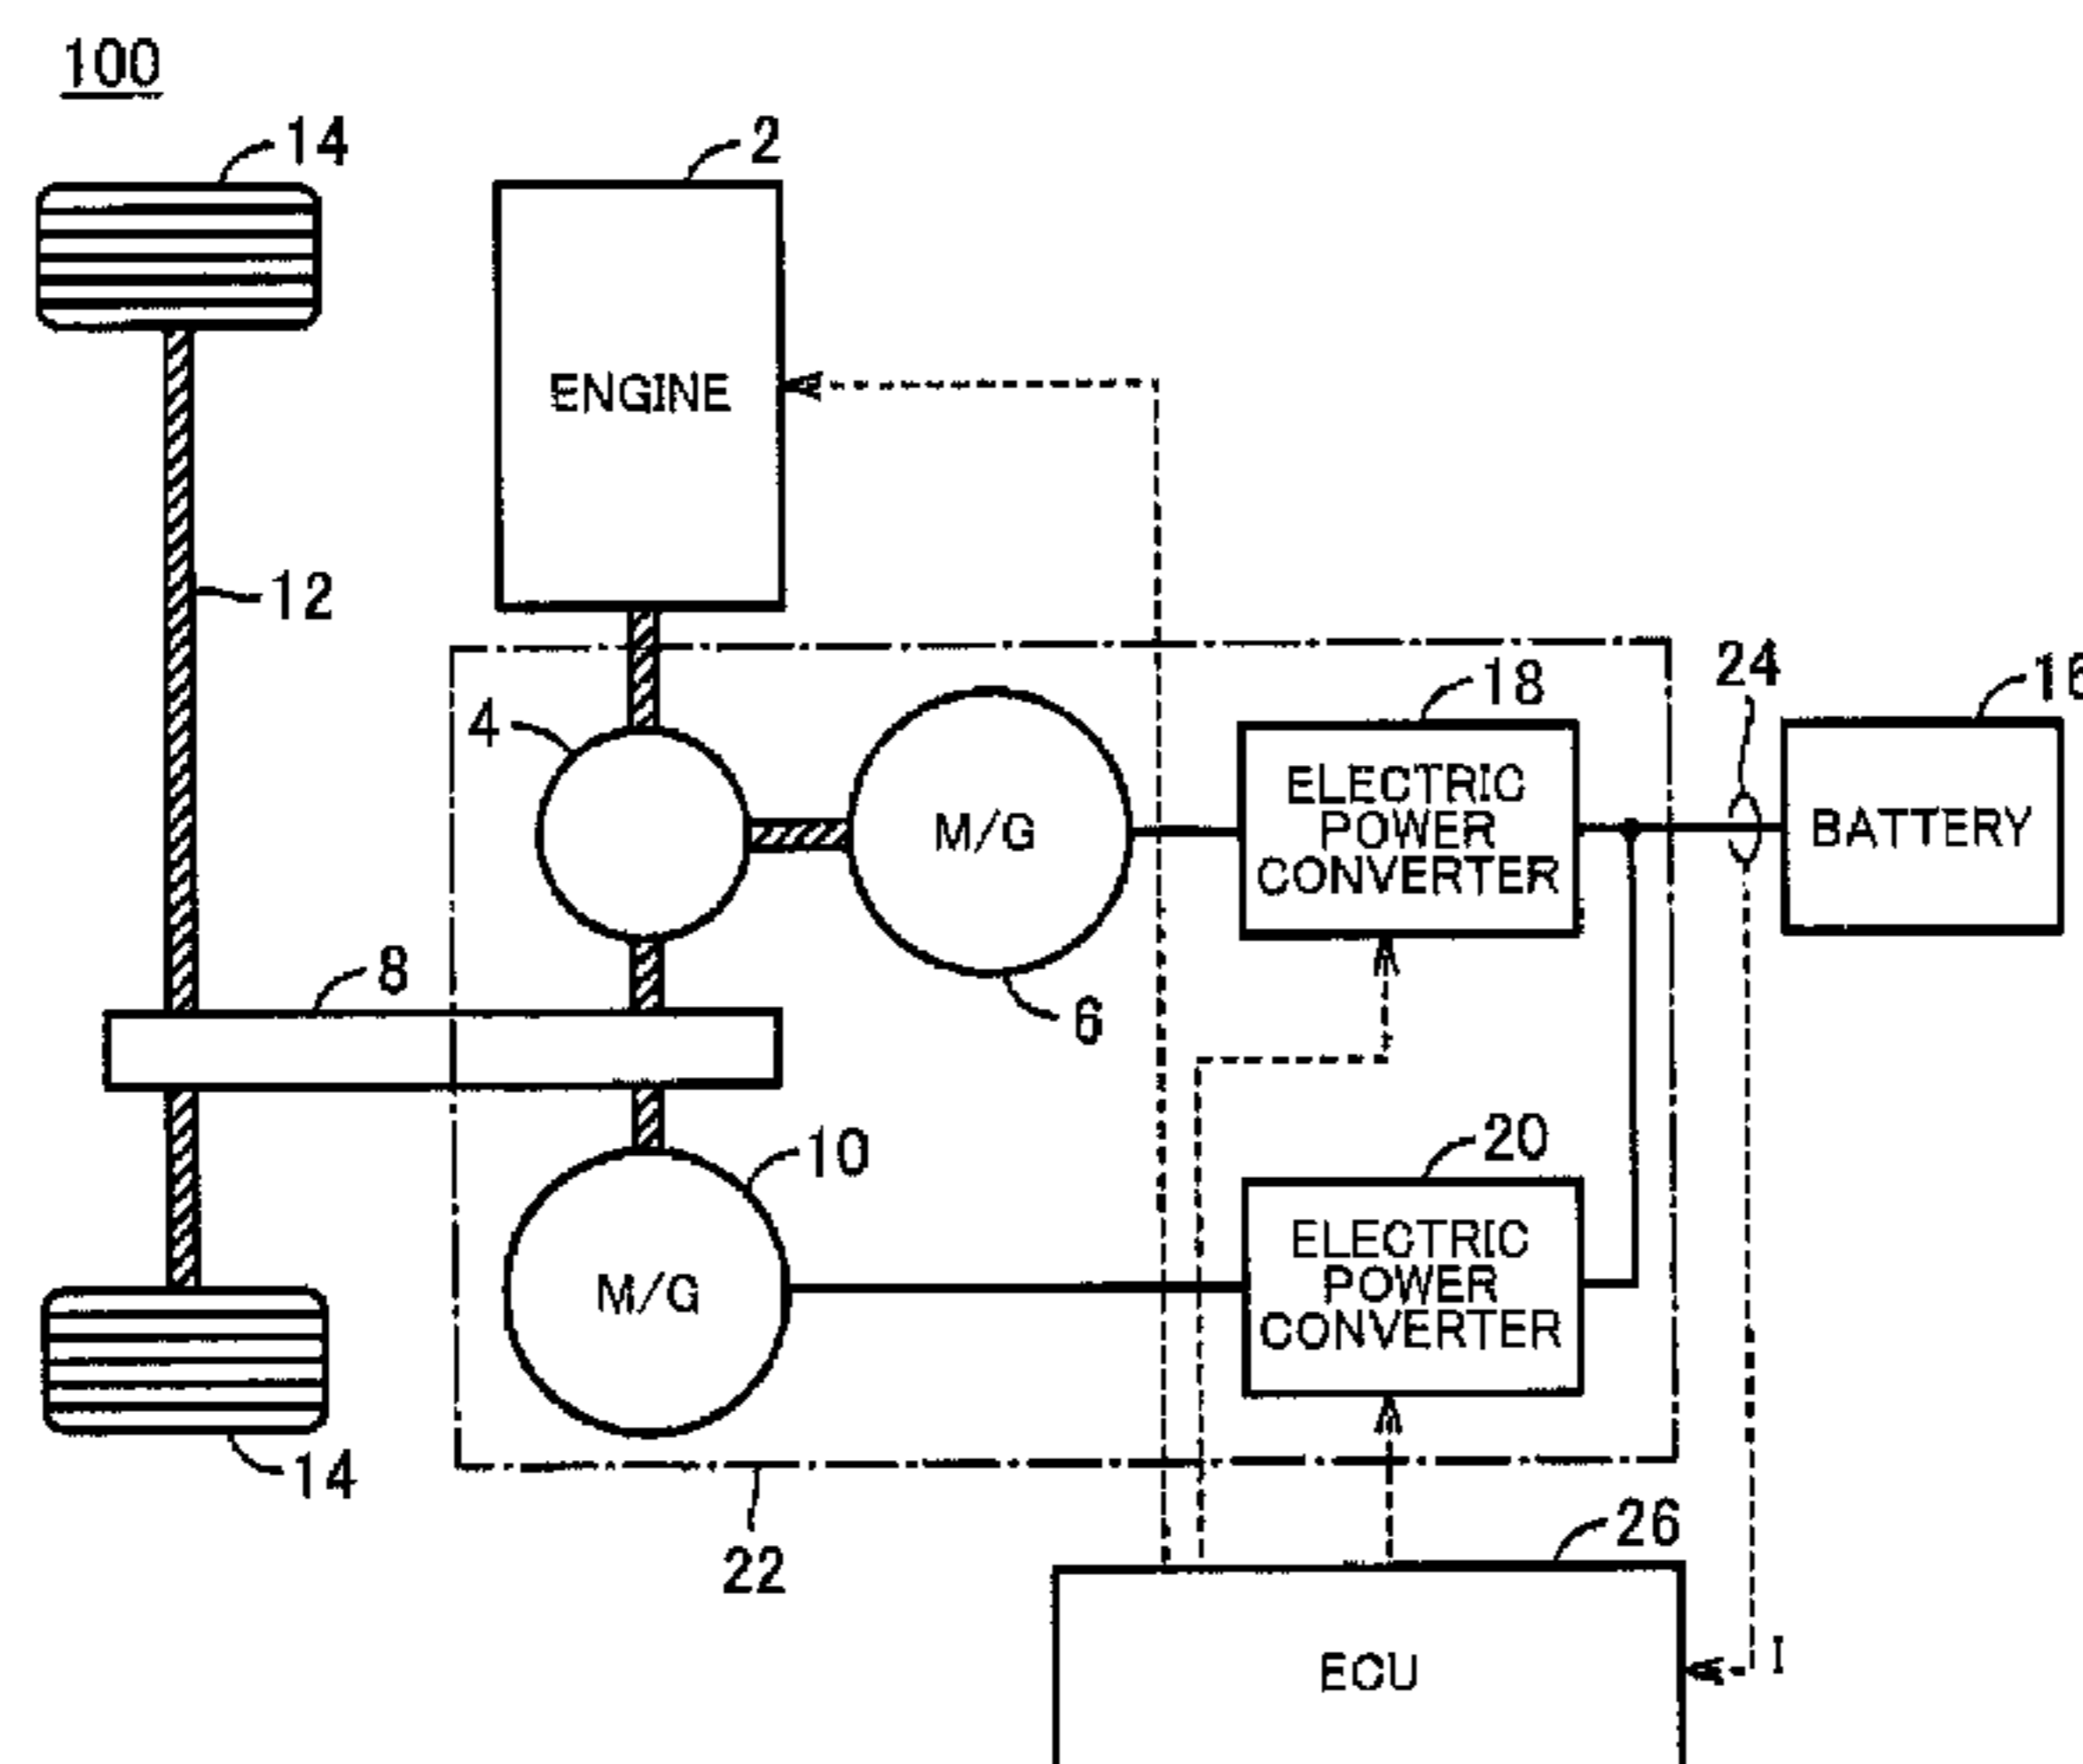 100
14
2
ENGINE
12
4
18
24
16
ELECTRIC
POWER
CONVERTER
M/G
BATTERY
8
6
10
20
ELECTRIC
POWER
CONVERTER
M/G
14
22
26
ECU
I